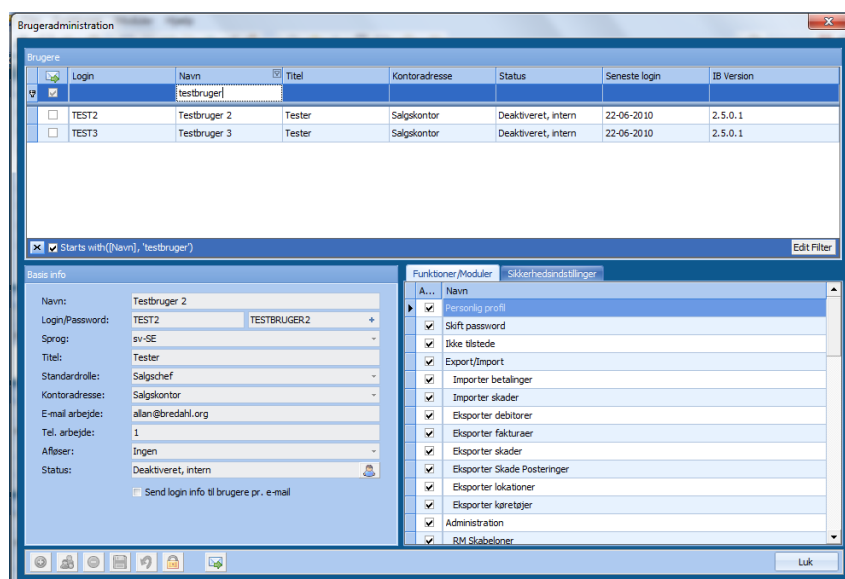 Brugeradministration
Brugere
Login Navn Titel Kontoradresse Status Seneste login IB Version
testbruger
TEST2 Testbruger 2 Tester Salgskontor Deaktiveret, intern 22-06-2010 2.5.0.1
TEST3 Testbruger 3 Tester Salgskontor Deaktiveret, intern 22-06-2010 2.5.0.1
Starts with([Navn], 'testbruger') Edit Filter
Basis info
Navn: Testbruger 2
Login/Password: TEST2 TESTBRUGER2 +
Sprog: sv-SE
Titel: Tester
Standardrolle: Salgschef
Kontoradresse: Salgskontor
E-mail arbejde: allan@bredahl.org
Tel. arbejde: 1
Afløser: Ingen
Status: Deaktiveret, intern
Send login info til brugere pr. e-mail
Funktioner/Moduler Sikkerhedsindstillinger
A... Navn
Personlig profil
Skift password
Ikke tilstede
Export/Import
Importer betalinger
Importer skader
Eksporter debitorer
Eksporter fakturaer
Eksporter skader
Eksporter Skade Posteringer
Eksporter lokationer
Eksporter køretøjer
Administration
RM Skabeloner
Luk